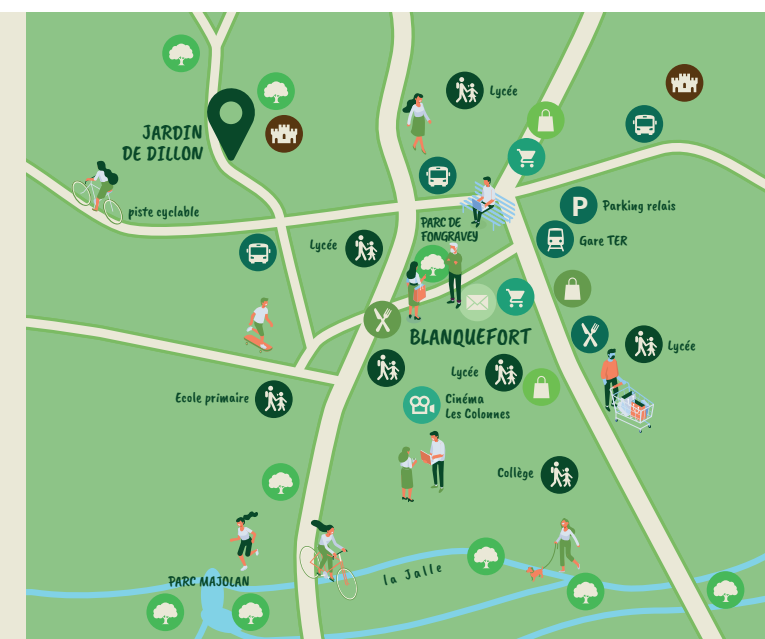 Lycée
JARDIN
DE DILLON
piste cyclable
P
Parking relais
PARC DE
FONGRAVEY
Gare TER
Lycée
BLANQUEFORT
Lycée
Lycée
Ecole primaire
Cinéma
Les Colonnes
Collège
la Jalle
PARC MAJOLAN